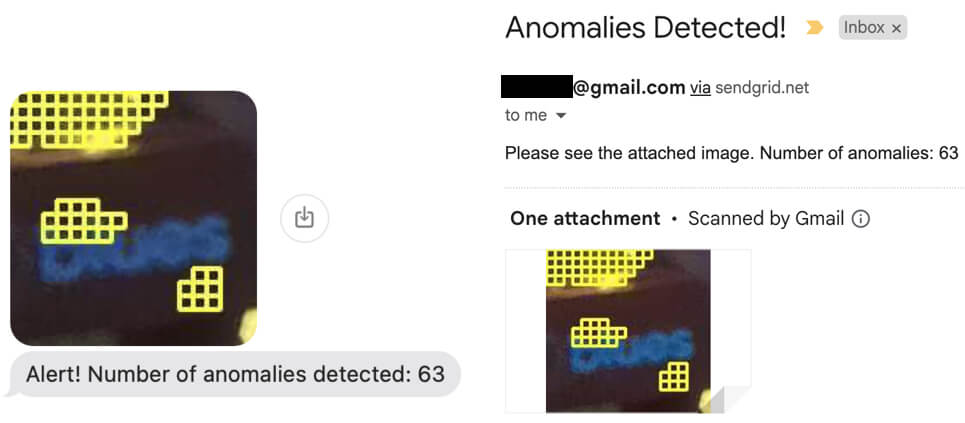 Alert! Number of anomalies detected: 63
Anomalies Detected!
Inbox ×
@gmail.com via sendgrid.net
to me
Please see the attached image. Number of anomalies: 63
One attachment • Scanned by Gmail